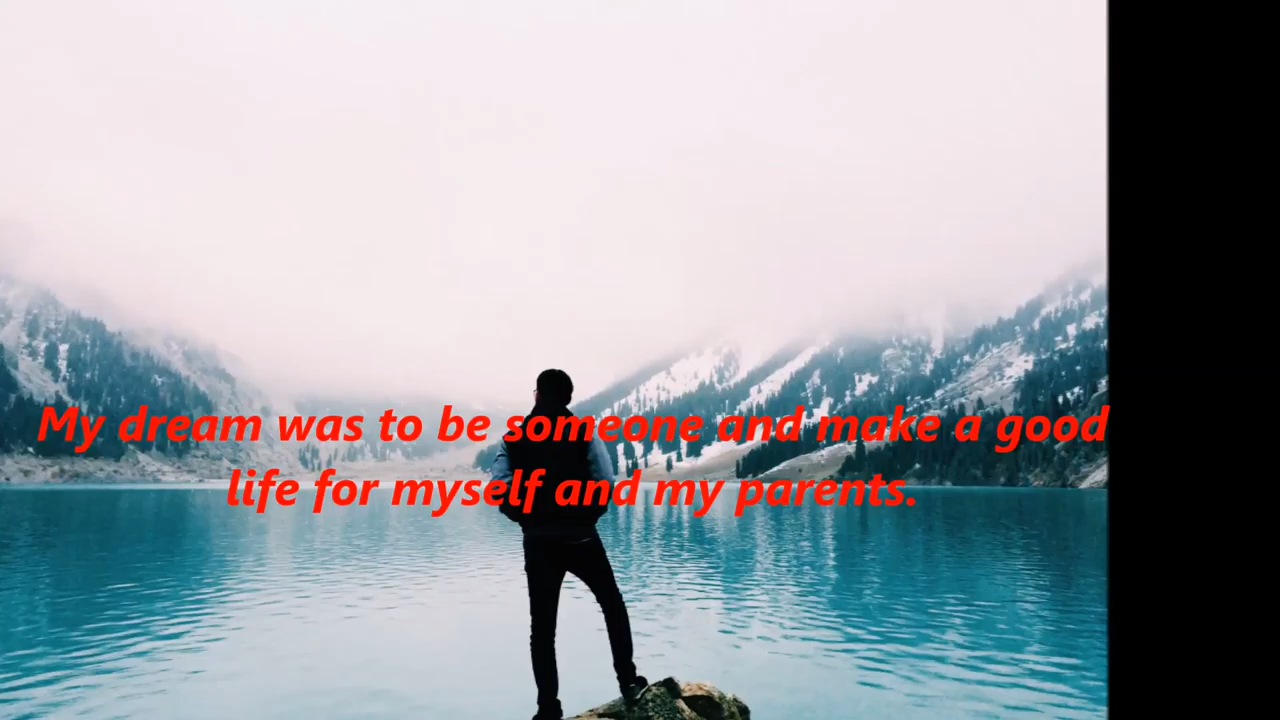 My dream was to be someone and make a good
life for myself and my parents.